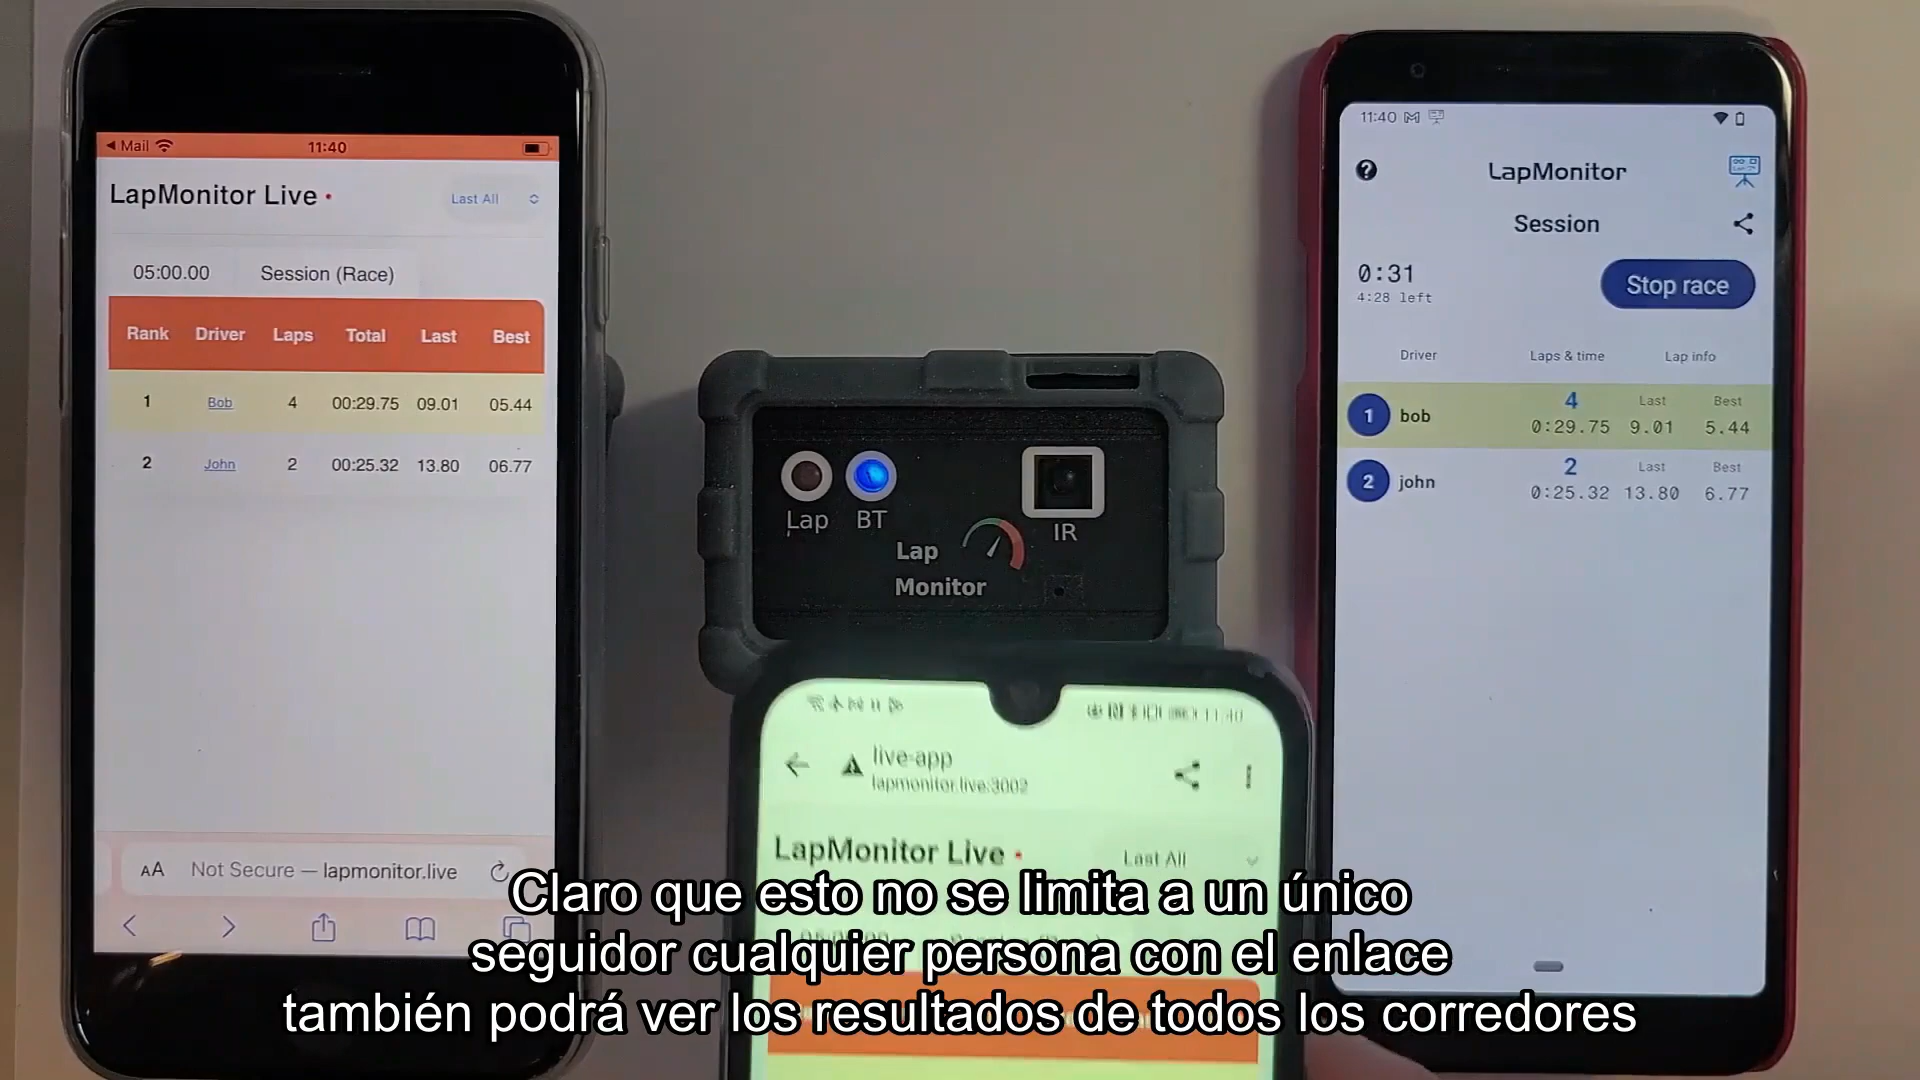 Mail
11:40
LapMonitor Live
Last All
05:00.00 Session (Race)
Rank Driver Laps Total Last Best
1 Bob 4 00:29.75 09.01 05.44
2 John 2 00:25.32 13.80 06.77
AA Not Secure — lapmonitor.live
Lap BT
IR
Lap
Monitor
11:40
LapMonitor
Session
0:31
4:28 left
Stop race
Driver Laps & time Lap info
1 bob 4 Last Best
0:29.75 9.01 5.44
2 john 2 Last Best
0:25.32 13.80 6.77
11:40
live-app
lapmonitor.live:3002
LapMonitor Live
Last All
Claro que esto no se limita a un único
seguidor cualquier persona con el enlace
también podrá ver los resultados de todos los corredores